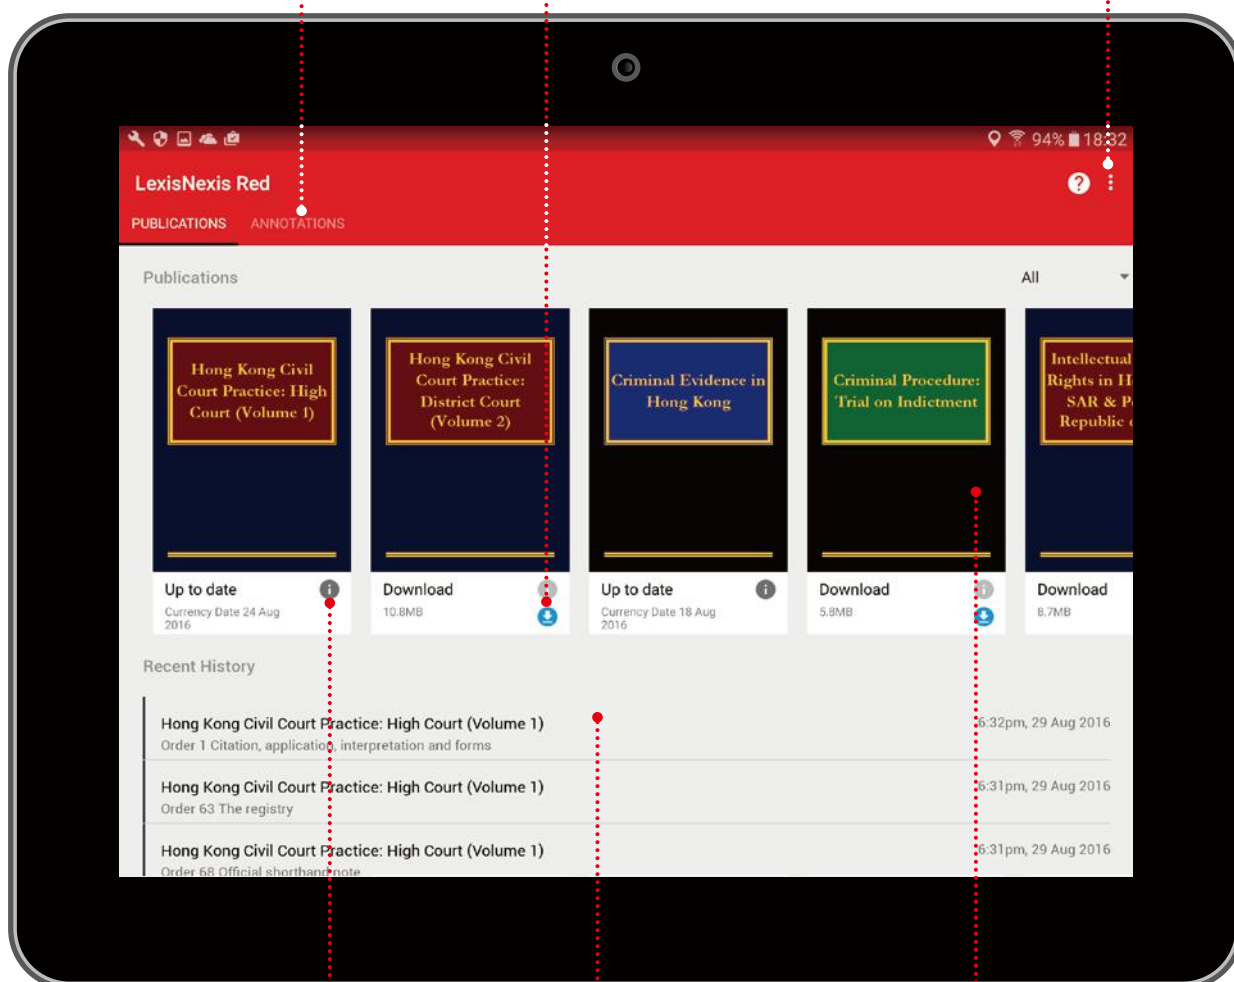 94% 18:32
LexisNexis Red
?
PUBLICATIONS ANNOTATIONS
Publications
All
Hong Kong Civil
Court Practice: High
Court (Volume 1)
Up to date
Currency Date 24 Aug
2016
Hong Kong Civil
Court Practice:
District Court
(Volume 2)
Download
10.8MB
Criminal Evidence in
Hong Kong
Up to date
Currency Date 18 Aug
2016
Criminal Procedure:
Trial on Indictment
Download
5.8MB
Intellectual
Rights in H
SAR & P
Republic
Download
8.7MB
Recent History
Hong Kong Civil Court Practice: High Court (Volume 1)
6:32pm, 29 Aug 2016
Order 1 Citation, application, interpretation and forms
Hong Kong Civil Court Practice: High Court (Volume 1)
6:31pm, 29 Aug 2016
Order 63 The registry
Hong Kong Civil Court Practice: High Court (Volume 1)
6:31pm, 29 Aug 2016
Order 68 Official shorthand note